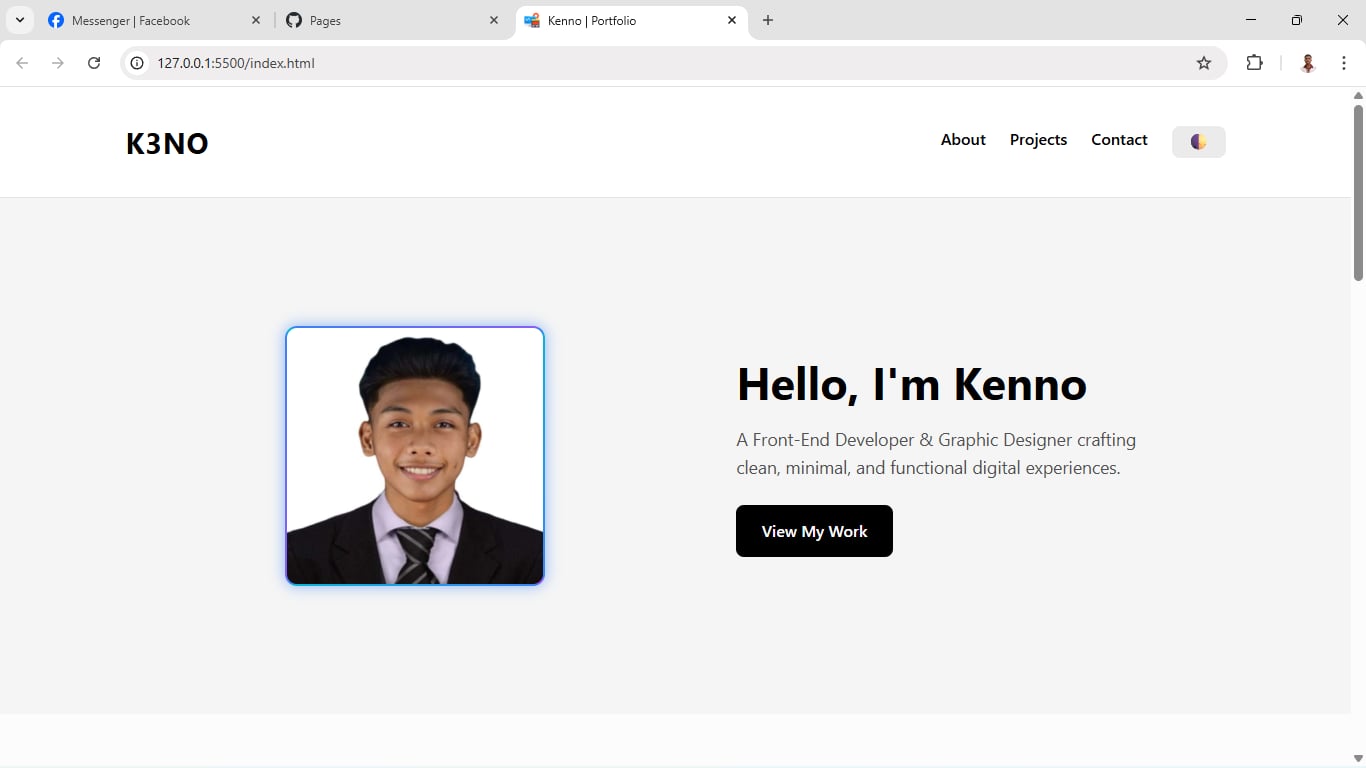 Messenger | Facebook
Pages
Kenno | Portfolio
127.0.0.1:5500/index.html
K3NO
About
Projects
Contact
Hello, I'm Kenno
A Front-End Developer & Graphic Designer crafting
clean, minimal, and functional digital experiences.
View My Work